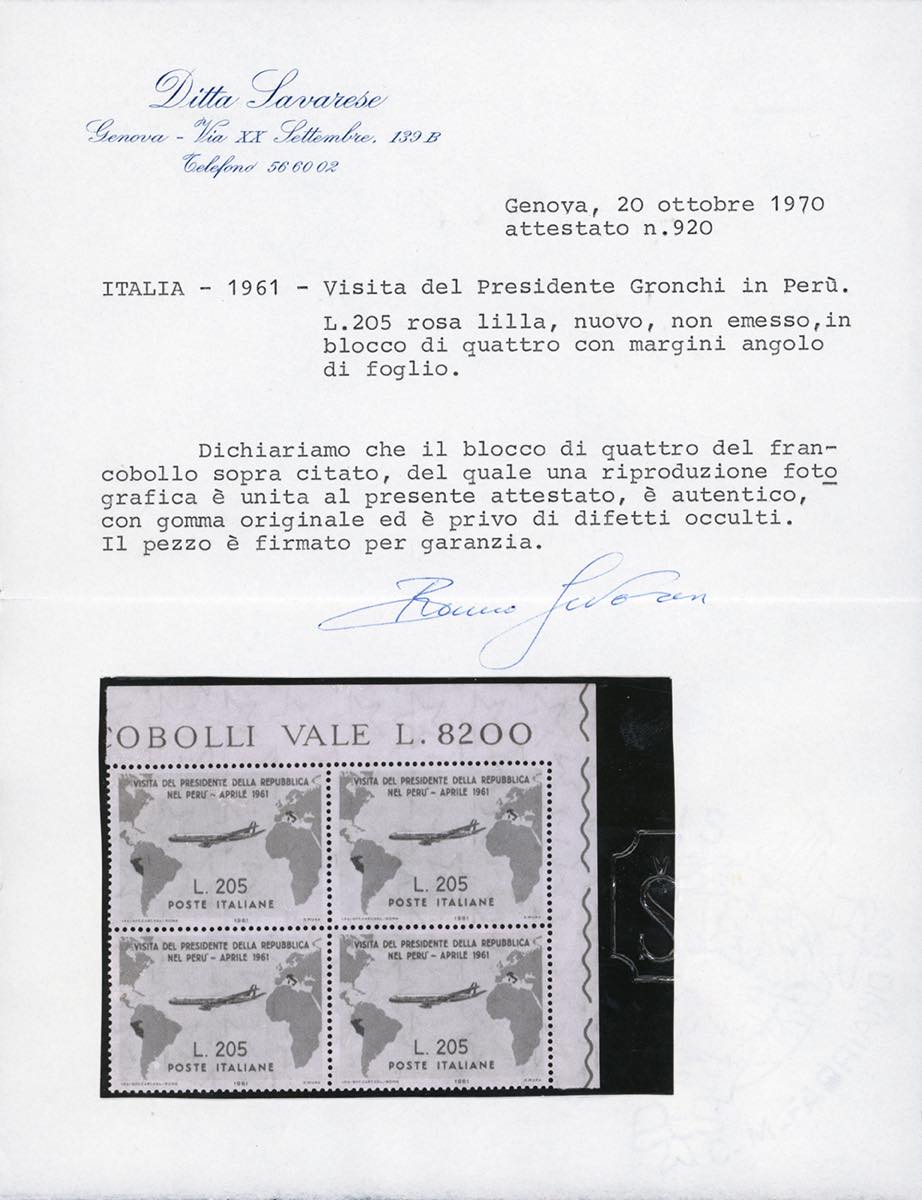 Ditta Savarese
Genova - Via XX Settembre, 139 B
Telefono 56 60 02
Genova, 20 ottobre 1970
attestato n.920
ITALIA - 1961 - Visita del Presidente Gronchi in Perù.
L.205 rosa lilla, nuovo, non emesso,in
blocco di quattro con margini angolo
di foglio.
Dichiariamo che il blocco di quattro del fran-
cobollo sopra citato, del quale una riproduzione foto
grafica è unita al presente attestato, è autentico,
con gomma originale ed è privo di difetti occulti.
Il pezzo è firmato per garanzia.
COBOLLI VALE L. 8200
VISITA DEL PRESIDENTE DELLA REPUBBLICA
NEL PERU' - APRILE 1961
L. 205
POSTE ITALIANE
1961
VISITA DEL PRESIDENTE DELLA REPUBBLICA
NEL PERU' - APRILE 1961
L. 205
POSTE ITALIANE
1961
VISITA DEL PRESIDENTE DELLA REPUBBLICA
NEL PERU' - APRILE 1961
L. 205
POSTE ITALIANE
1961
VISITA DEL PRESIDENTE DELLA REPUBBLICA
NEL PERU' - APRILE 1961
L. 205
POSTE ITALIANE
1961
S